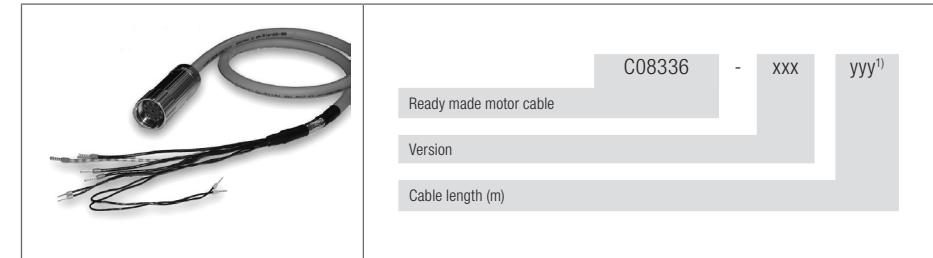 C08336 - xxx yyy1)
Ready made motor cable
Version
Cable length (m)